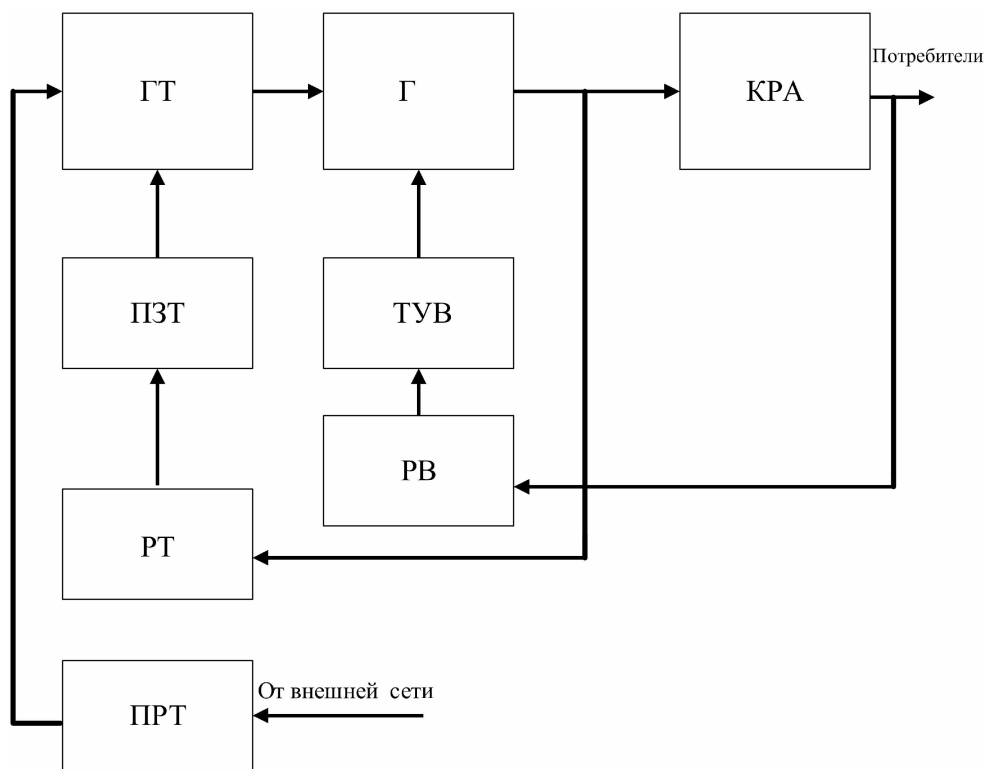 Потребители
ГТ
Г
КРА
ПЗТ
ТУВ
РВ
РТ
От внешней сети
ПРТ